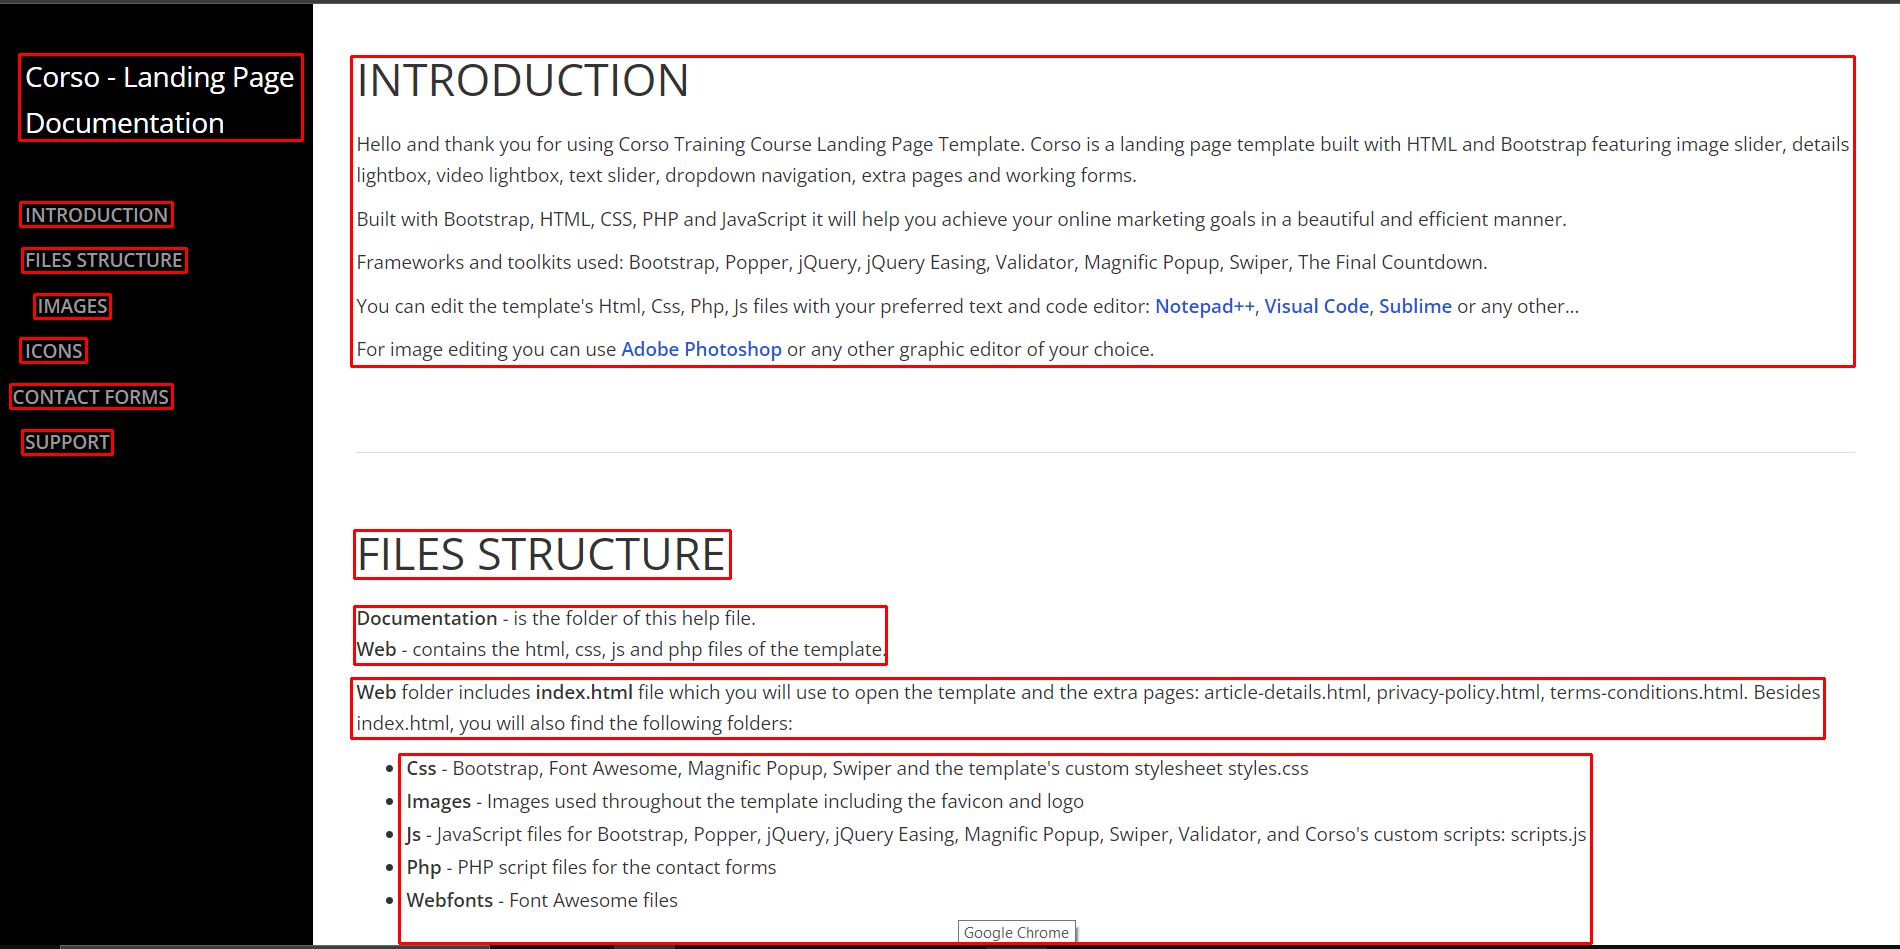 Corso - Landing Page
Documentation
INTRODUCTION
FILES STRUCTURE
IMAGES
ICONS
CONTACT FORMS
SUPPORT
INTRODUCTION
Hello and thank you for using Corso Training Course Landing Page Template. Corso is a landing page template built with HTML and Bootstrap featuring image slider, details
lightbox, video lightbox, text slider, dropdown navigation, extra pages and working forms.
Built with Bootstrap, HTML, CSS, PHP and JavaScript it will help you achieve your online marketing goals in a beautiful and efficient manner.
Frameworks and toolkits used: Bootstrap, Popper, jQuery, jQuery Easing, Validator, Magnific Popup, Swiper, The Final Countdown.
You can edit the template's Html, Css, Php, Js files with your preferred text and code editor: Notepad++, Visual Code, Sublime or any other...
For image editing you can use Adobe Photoshop or any other graphic editor of your choice.
FILES STRUCTURE
Documentation - is the folder of this help file.
Web - contains the html, css, js and php files of the template.
Web folder includes index.html file which you will use to open the template and the extra pages: article-details.html, privacy-policy.html, terms-conditions.html. Besides
index.html, you will also find the following folders:
• Css - Bootstrap, Font Awesome, Magnific Popup, Swiper and the template's custom stylesheet styles.css
• Images - Images used throughout the template including the favicon and logo
• Js - JavaScript files for Bootstrap, Popper, jQuery, jQuery Easing, Magnific Popup, Swiper, Validator, and Corso's custom scripts: scripts.js
• Php - PHP script files for the contact forms
• Webfonts - Font Awesome files
Google Chrome